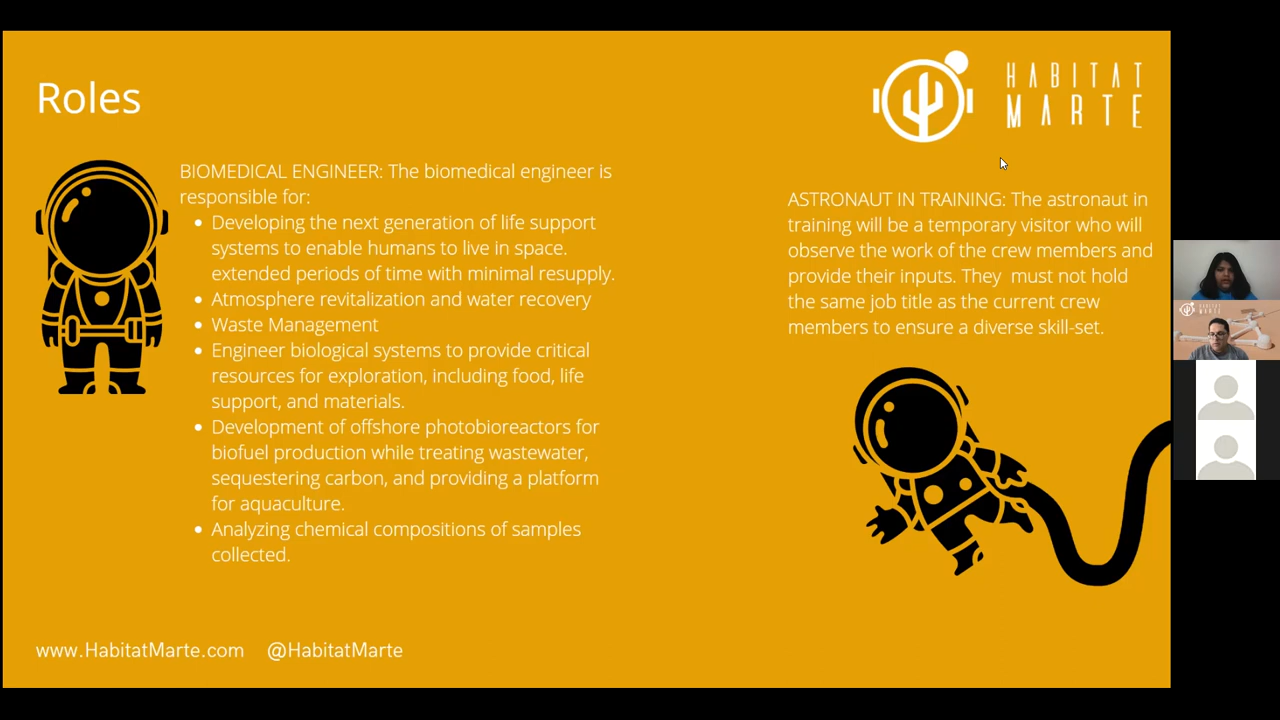 Roles
HABITAT
MARTE
BIOMEDICAL ENGINEER: The biomedical engineer is
responsible for:
• Developing the next generation of life support
systems to enable humans to live in space.
extended periods of time with minimal resupply.
• Atmosphere revitalization and water recovery
• Waste Management
• Engineer biological systems to provide critical
resources for exploration, including food, life
support, and materials.
• Development of offshore photobioreactors for
biofuel production while treating wastewater,
sequestering carbon, and providing a platform
for aquaculture.
• Analyzing chemical compositions of samples
collected.
ASTRONAUT IN TRAINING: The astronaut in
training will be a temporary visitor who will
observe the work of the crew members and
provide their inputs. They must not hold
the same job title as the current crew
members to ensure a diverse skill-set.
www.HabitatMarte.com @HabitatMarte
HABITAT
MARTE